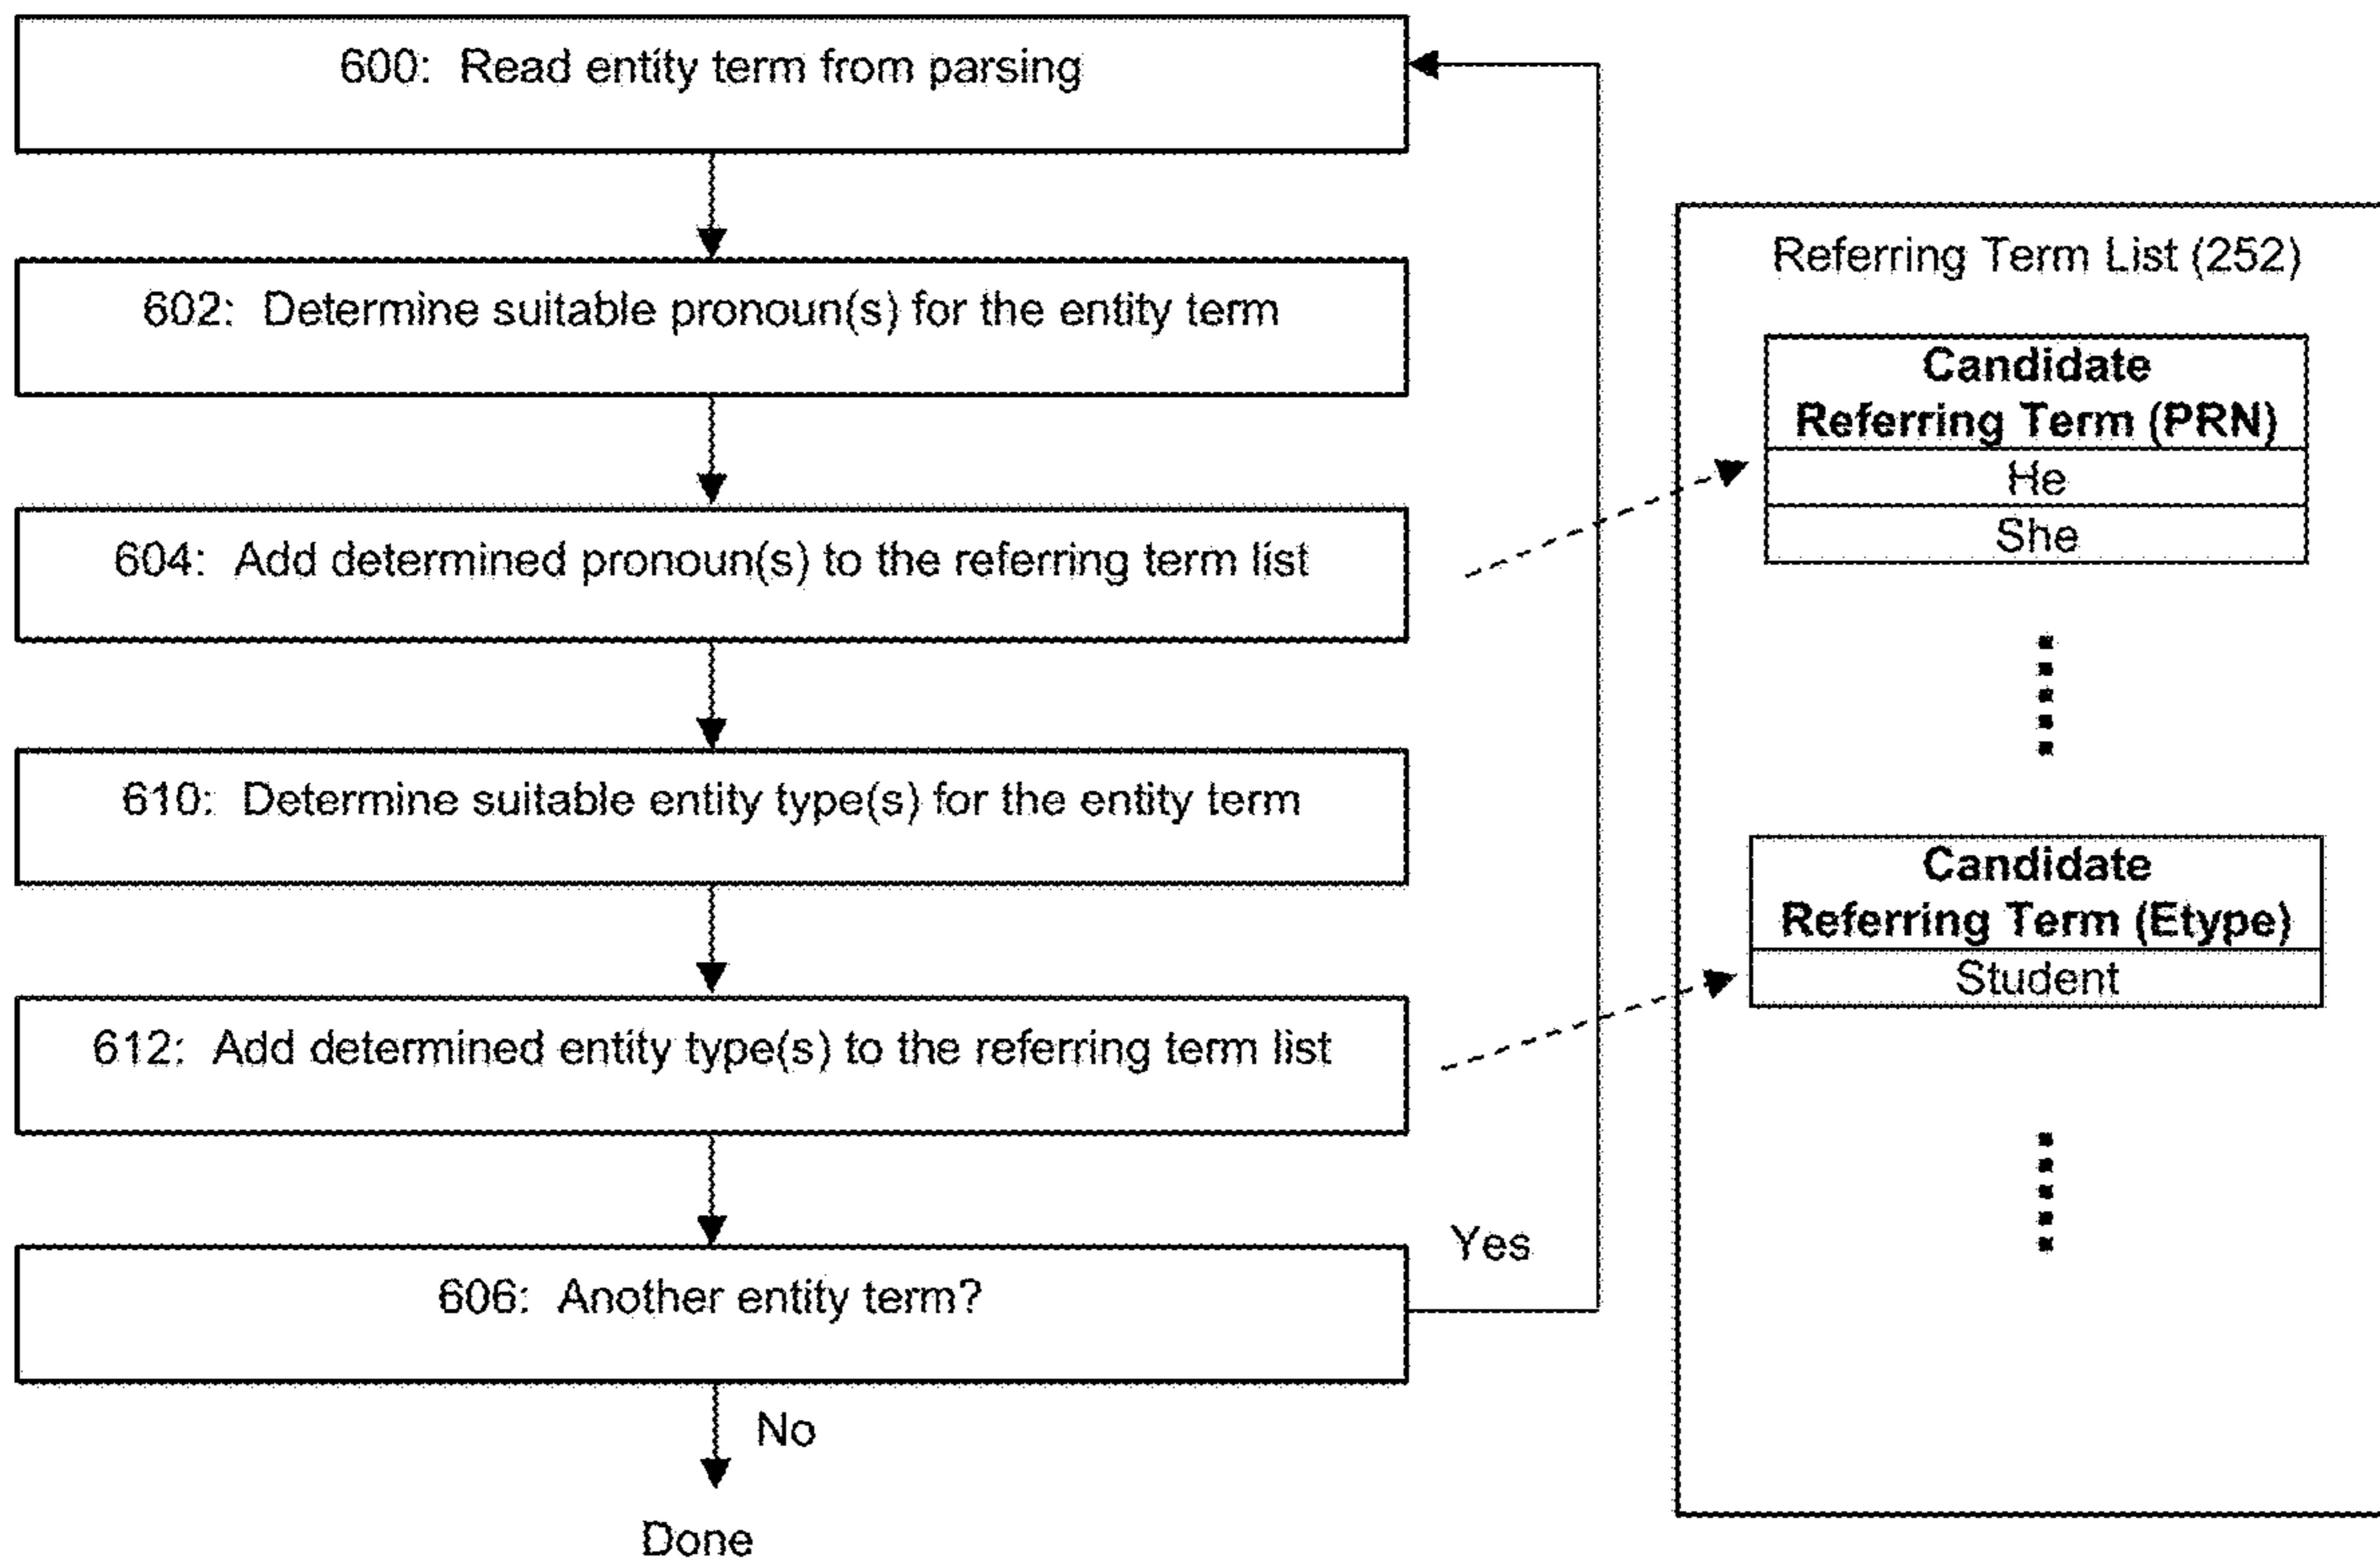 600: Read entity term from parsing
602: Determine suitable pronoun(s) for the entity term
604: Add determined pronoun(s) to the referring term list
610: Determine suitable entity type(s) for the entity term
612: Add determined entity type(s) to the referring term list
606: Another entity term?
Yes
No
Done
Referring Term List (252)
Candidate
Referring Term (PRN)
He
She
Candidate
Referring Term (Etype)
Student